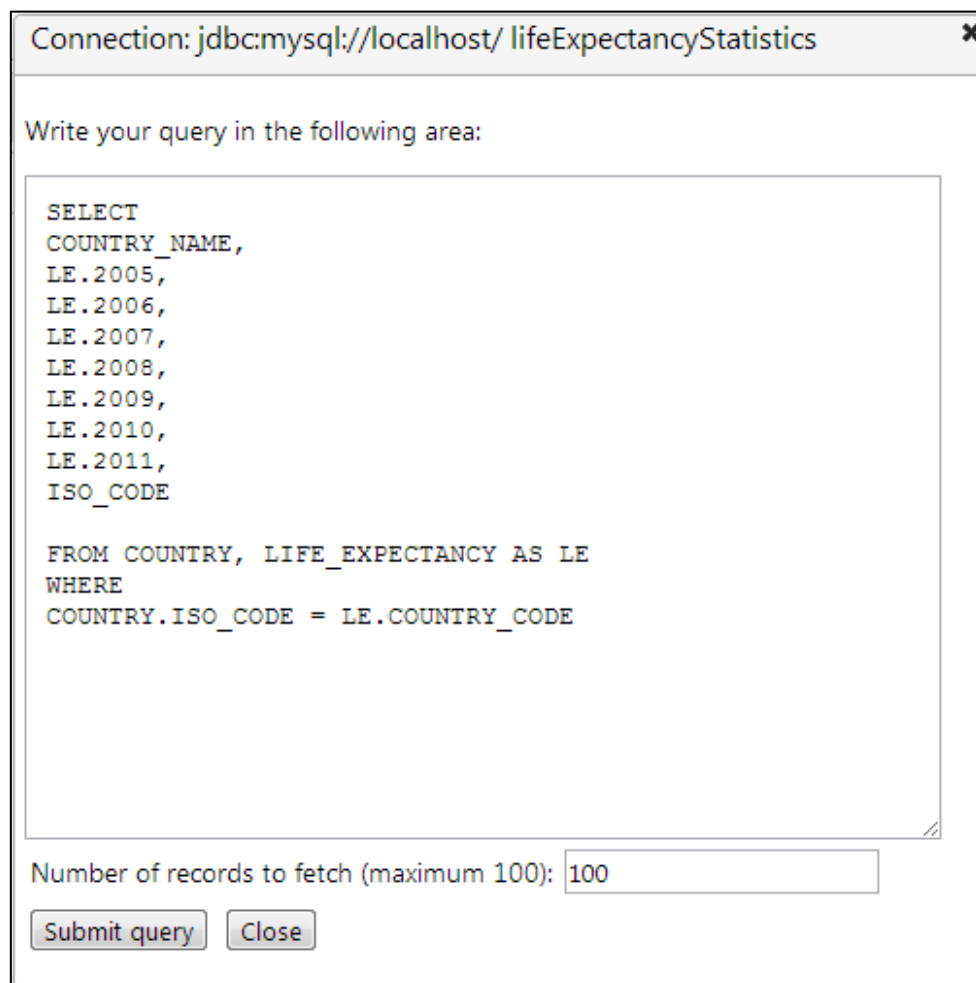 Connection: jdbc:mysql://localhost/ lifeExpectancyStatistics
Write your query in the following area:
SELECT
COUNTRY_NAME,
LE.2005,
LE.2006,
LE.2007,
LE.2008,
LE.2009,
LE.2010,
LE.2011,
ISO_CODE
FROM COUNTRY, LIFE_EXPECTANCY AS LE
WHERE
COUNTRY.ISO_CODE = LE.COUNTRY_CODE
Number of records to fetch (maximum 100): 100
Submit query Close